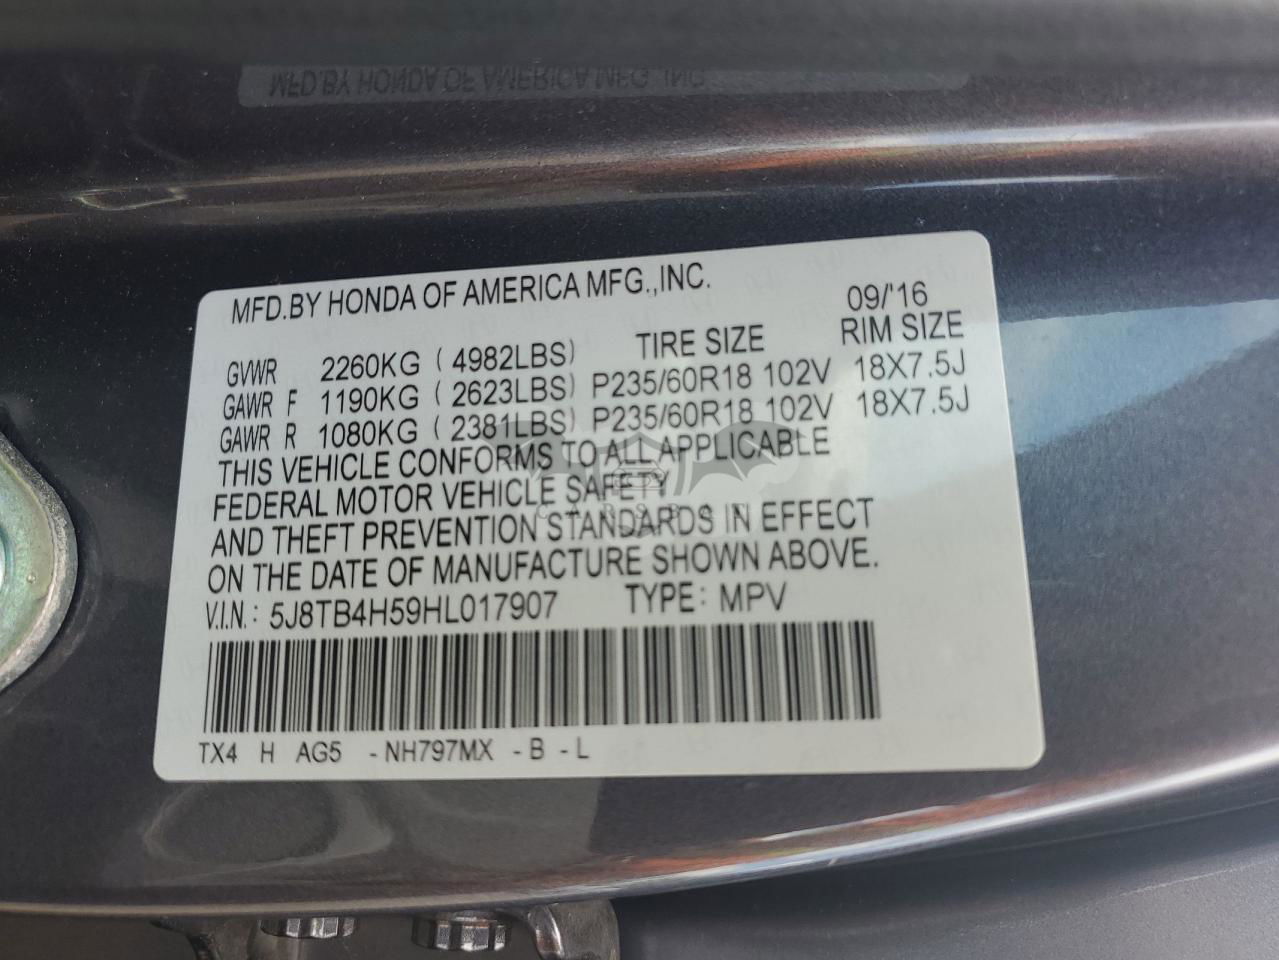 MFD.BY HONDA OF AMERICA MFG.,INC.
MFD.BY HONDA OF AMERICA MFG.,INC. 09/'16
GVWR 2260KG (4982LBS) TIRE SIZE RIM SIZE
GAWR F 1190KG (2623LBS) P235/60R18 102V 18X7.5J
GAWR R 1080KG (2381LBS) P235/60R18 102V 18X7.5J
THIS VEHICLE CONFORMS TO ALL APPLICABLE
FEDERAL MOTOR VEHICLE SAFETY
AND THEFT PREVENTION STANDARDS IN EFFECT
ON THE DATE OF MANUFACTURE SHOWN ABOVE.
V.I.N.: 5J8TB4H59HL017907 TYPE: MPV
TX4 H AG5 -NH797MX -B -L